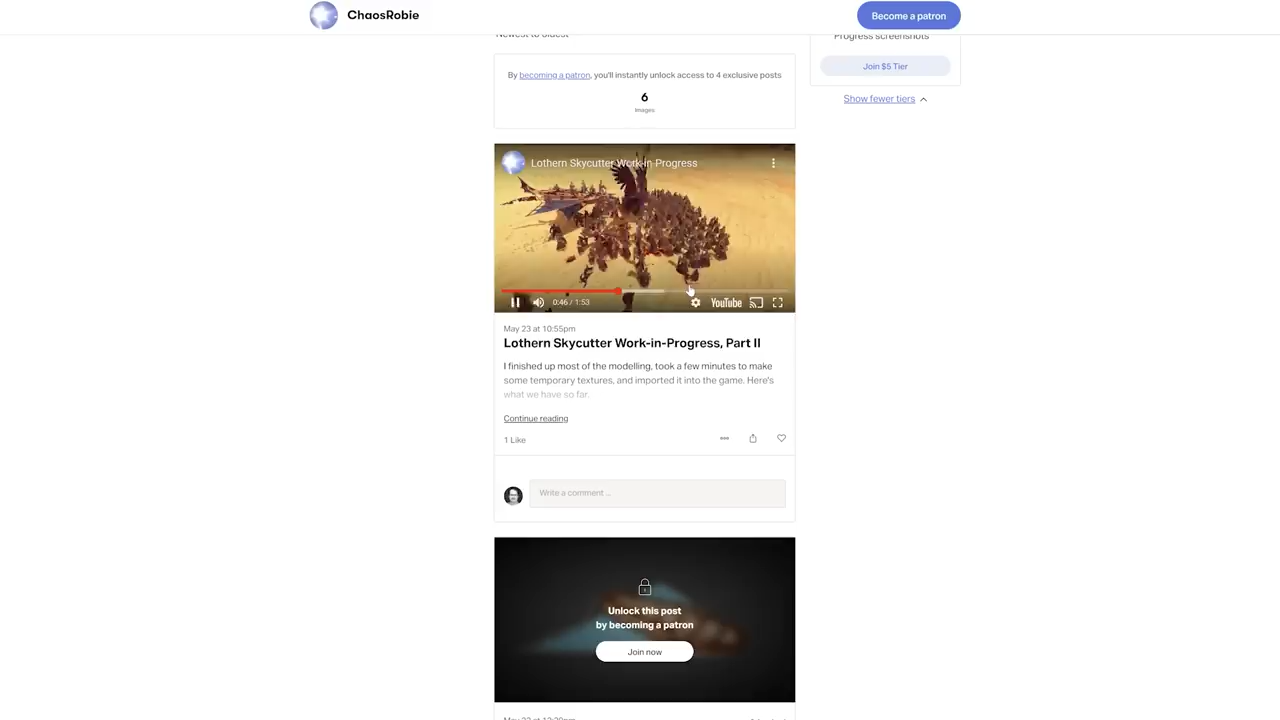 ChaosRobie
Become a patron
Newest to oldest
Progress screenshots
Join $5 Tier
Show fewer tiers
By becoming a patron, you'll instantly unlock access to 4 exclusive posts
6
Images
Lothern Skycutter Work-in-Progress
0:46 / 1:53
YouTube
May 23 at 10:55pm
Lothern Skycutter Work-in-Progress, Part II
I finished up most of the modelling, took a few minutes to make
some temporary textures, and imported it into the game. Here's
what we have so far.
Continue reading
1 Like
Write a comment ...
Unlock this post
by becoming a patron
Join now